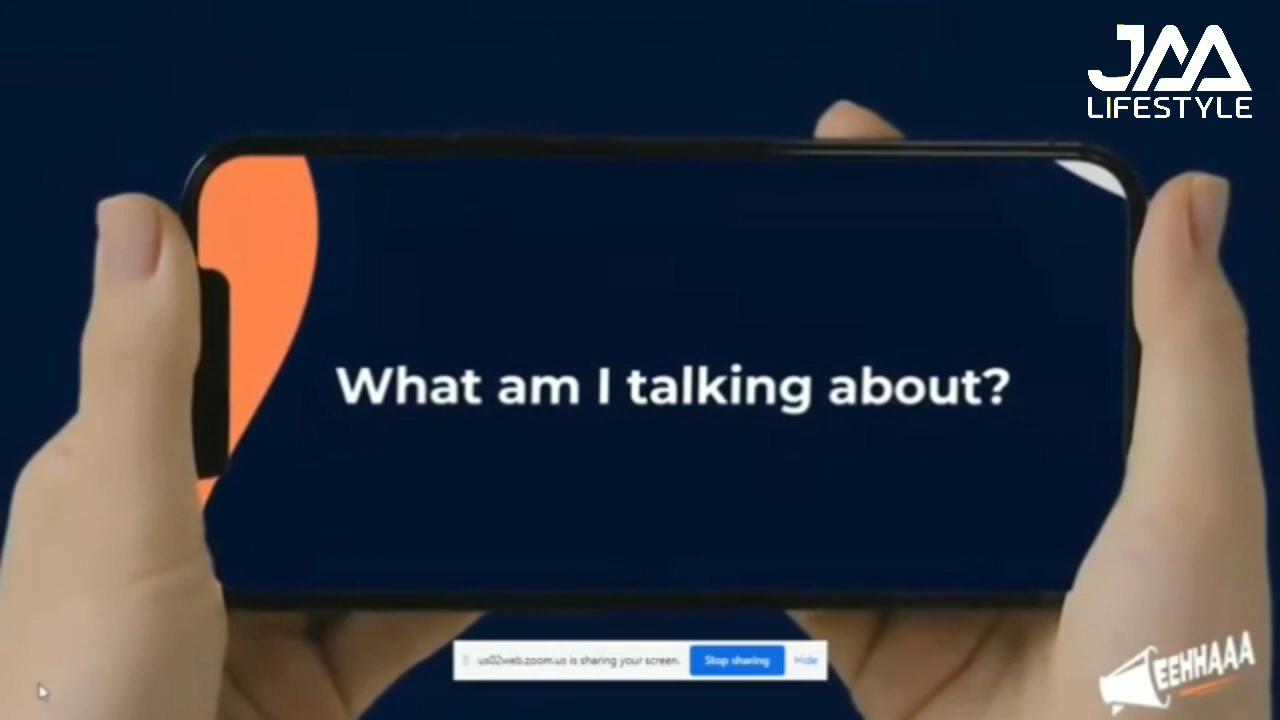 JAA
LIFESTYLE
What am I talking about?
us02web.zoom.us is sharing your screen.
Stop sharing
Hide
EEHHAAA